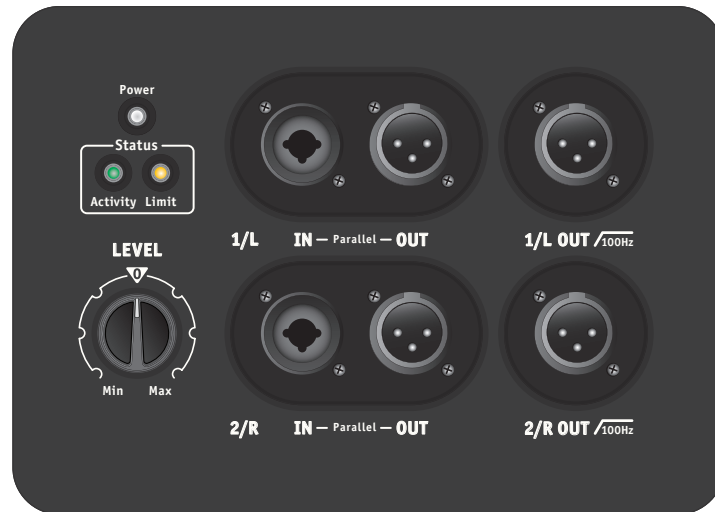 Power
Status
Activity Limit
LEVEL
0
Min Max
1/L IN – Parallel – OUT
1/L OUT /100Hz
2/R IN – Parallel – OUT
2/R OUT /100Hz